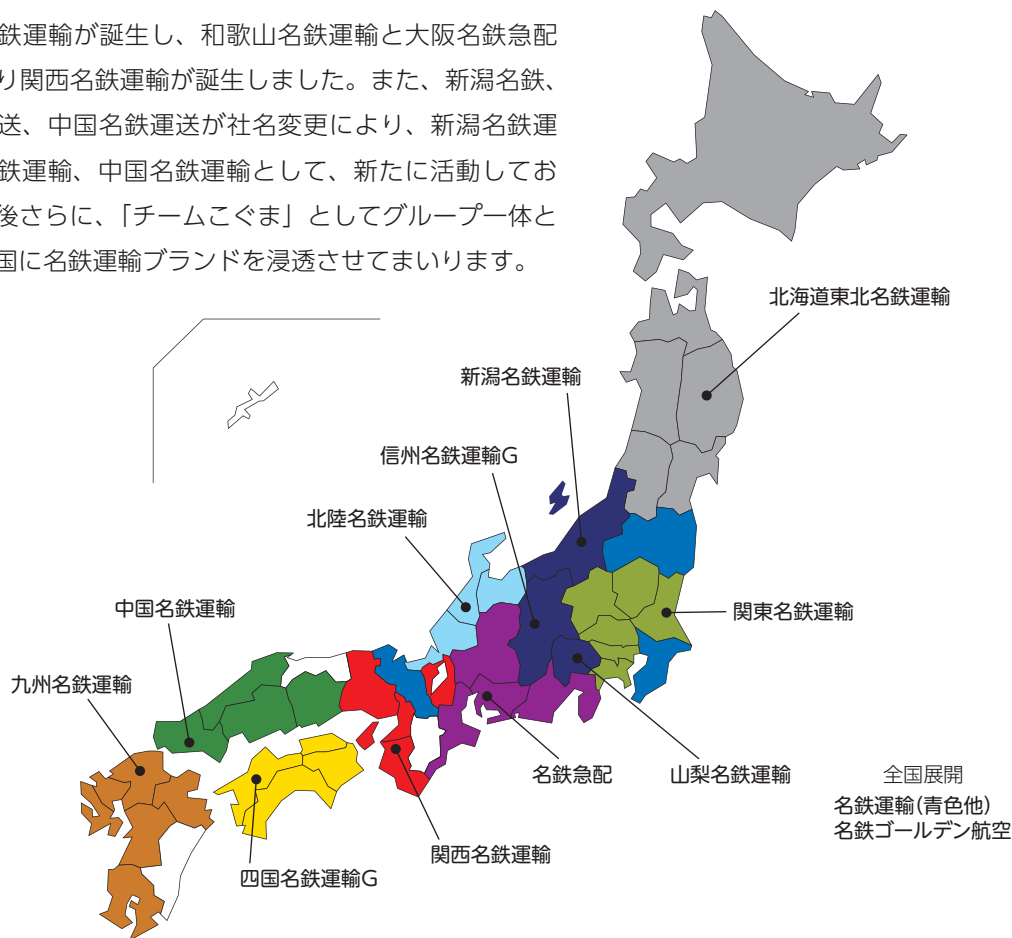 鉄運輸が誕生し、和歌山名鉄運輸と大阪名鉄急配
り関西名鉄運輸が誕生しました。また、新潟名鉄、
送、中国名鉄運送が社名変更により、新潟名鉄運
鉄運輸、中国名鉄運輸として、新たに活動してお
後さらに、「チームこぐま」としてグループ一体と
国に名鉄運輸ブランドを浸透させてまいります。
北海道東北名鉄運輸
新潟名鉄運輸
信州名鉄運輸G
北陸名鉄運輸
中国名鉄運輸
関東名鉄運輸
九州名鉄運輸
名鉄急配
山梨名鉄運輸
全国展開
名鉄運輸(青色他)
名鉄ゴールデン航空
関西名鉄運輸
四国名鉄運輸G